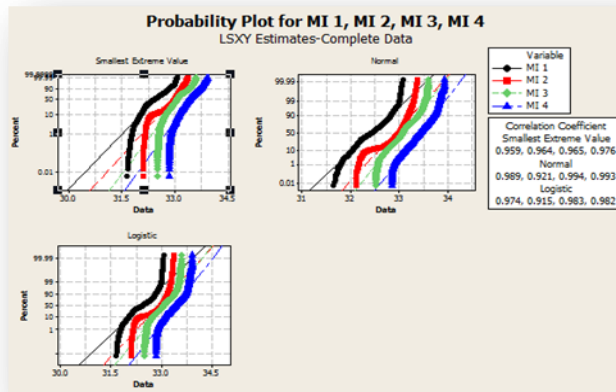 Probability Plot for MI 1, MI 2, MI 3, MI 4
LSXY Estimates-Complete Data
Smallest Extreme Value
99.9999
90
50
10
1
0.01
Percent
30.0 31.5 33.0 34.5
Data
Normal
99.99
99
90
50
10
1
0.01
Percent
31 32 33 34
Data
Variable
MI 1
MI 2
MI 3
MI 4
Correlation Coefficient
Smallest Extreme Value
0.959, 0.964, 0.965, 0.976
Normal
0.989, 0.921, 0.994, 0.993
Logistic
0.974, 0.915, 0.983, 0.982
Logistic
99.99
99
90
50
10
1
Percent
30.0 31.5 33.0 34.5
Data